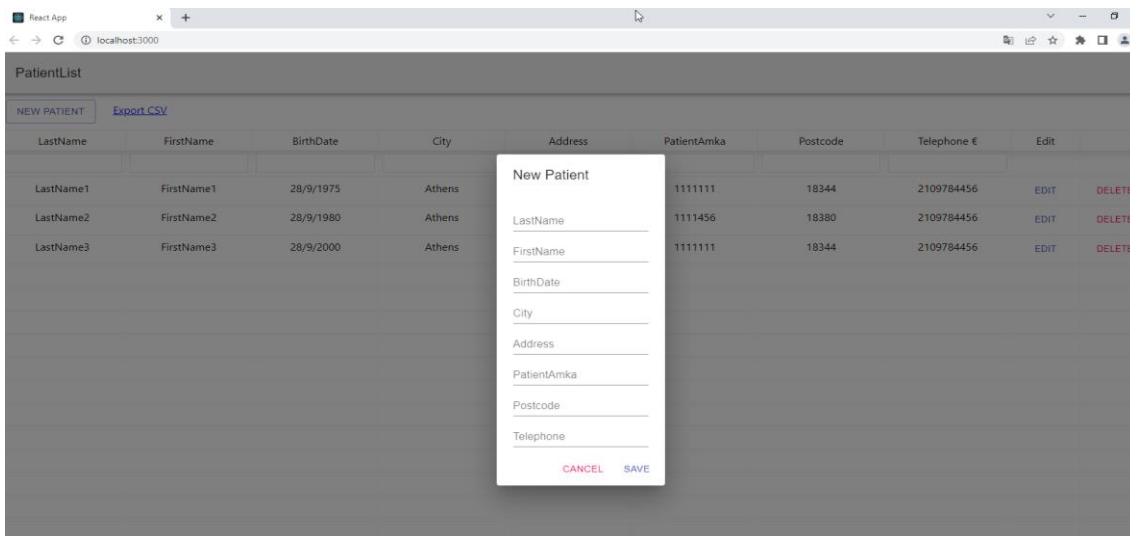 React App
localhost:3000
PatientList
NEW PATIENT Export CSV
LastName FirstName BirthDate City Address PatientAmka Postcode Telephone € Edit
LastName1 FirstName1 28/9/1975 Athens 1111111 18344 2109784456 EDIT DELETE
LastName2 FirstName2 28/9/1980 Athens 1111456 18380 2109784456 EDIT DELETE
LastName3 FirstName3 28/9/2000 Athens 1111111 18344 2109784456 EDIT DELETE
New Patient
LastName
FirstName
BirthDate
City
Address
PatientAmka
Postcode
Telephone
CANCEL SAVE